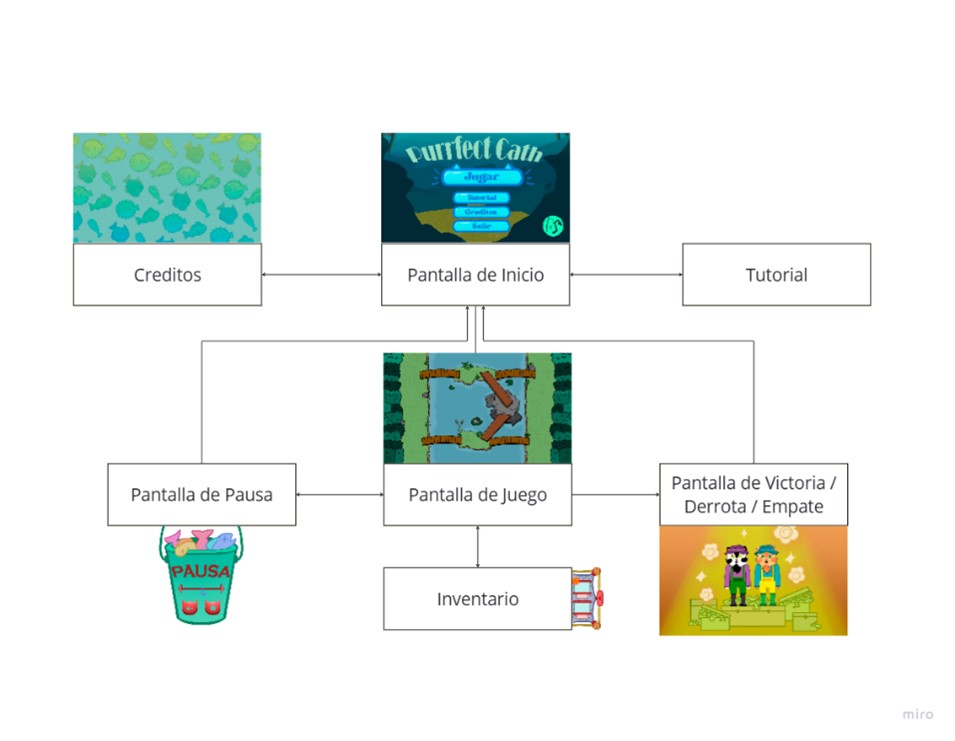 Purrfect Cath
Jugar
Tutorial
Creditos
Salir
Creditos
Pantalla de Inicio
Tutorial
Pantalla de Pausa
Pantalla de Juego
Pantalla de Victoria /
Derrota / Empate
PAUSA
Inventario
miro